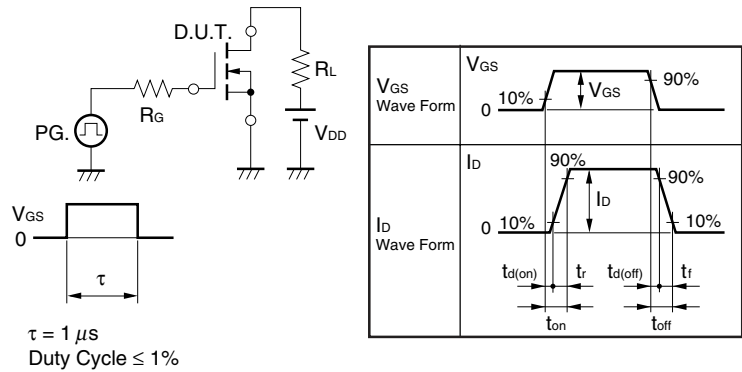 D.U.T.
RL
RG
PG.
VDD
VGS
0
τ
τ = 1 μs
Duty Cycle ≤ 1%
VGS
Wave Form
VGS
10%
0
VGS
90%
ID
Wave Form
ID
90%
90%
0 10%
ID
10%
td(on)
tr
td(off)
tf
ton
toff